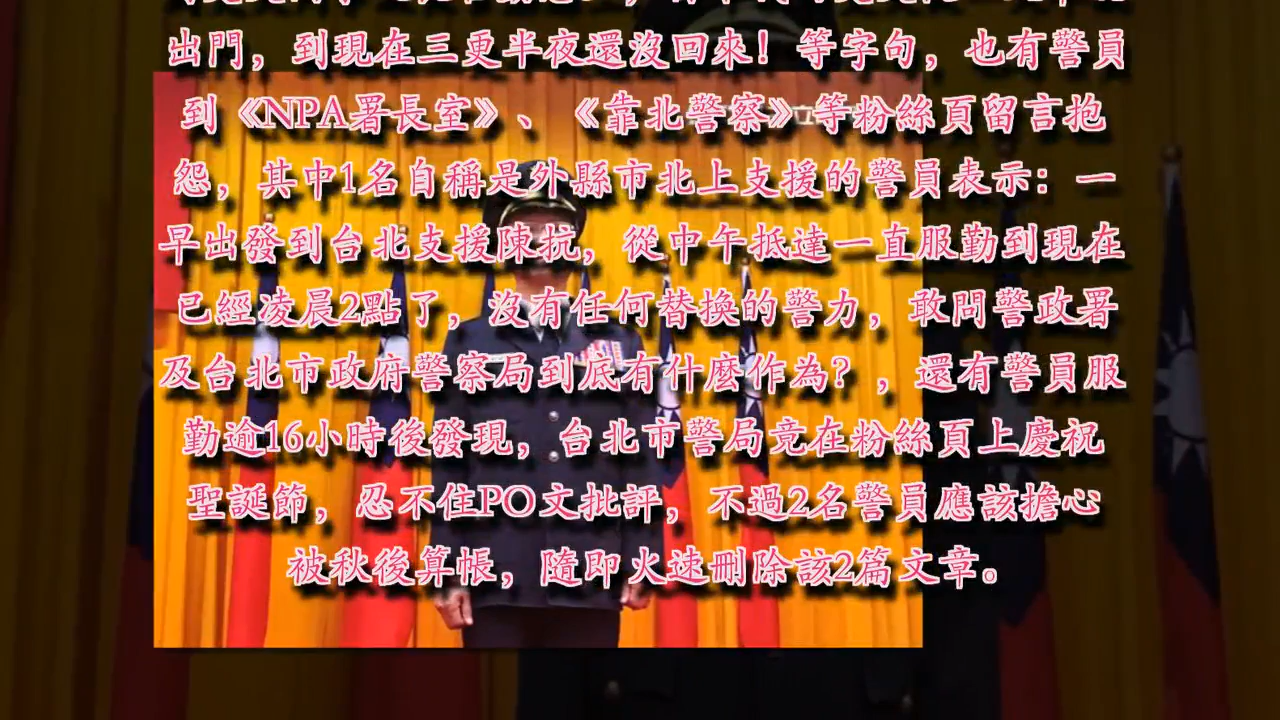 出門，到現在三更半夜還沒回來！等字句，也有警員
到《NPA署長室》、《靠北警察》等粉絲頁留言抱
怨，其中1名自稱是外縣市北上支援的警員表示：一
早出發到台北支援陳抗，從中午抵達一直服勤到現在
已經凌晨2點了，沒有任何替換的警力，敢問警政署
及台北市政府警察局到底有什麼作為？，還有警員服
勤逾16小時後發現，台北市警局竟在粉絲頁上慶祝
聖誕節，忍不住PO文批評，不過2名警員應該擔心
被秋後算帳，隨即火速刪除該2篇文章。